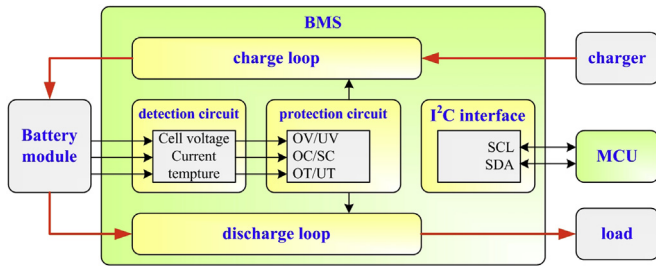 BMS
charge loop
charger
Battery
module
detection circuit
Cell voltage
Current
tempture
protection circuit
OV/UV
OC/SC
OT/UT
I²C interface
SCL
SDA
MCU
discharge loop
load